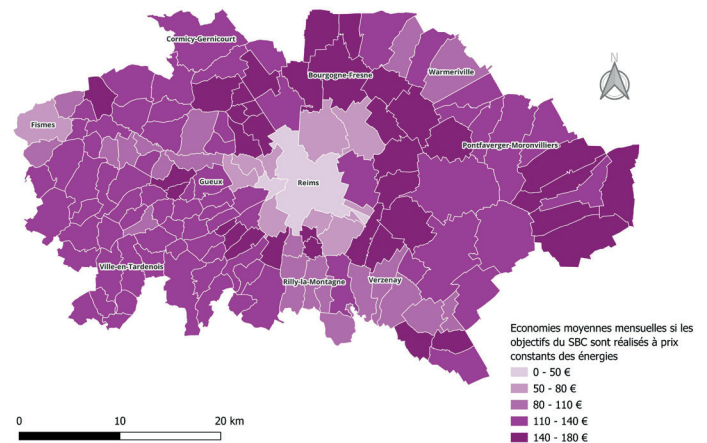 Cormicy-Gernicourt
Bourgogne-Fresne
Warmeriville
N
Fismes
Pontfaverger-Moronvilliers
Gueux
Reims
Ville-en-Tardenois
Rilly-la-Montagne
Verzenay
Economies moyennes mensuelles si les
objectifs du SBC sont réalisés à prix
constants des énergies
0 - 50 €
50 - 80 €
80 - 110 €
110 - 140 €
140 - 180 €
0 10 20 km